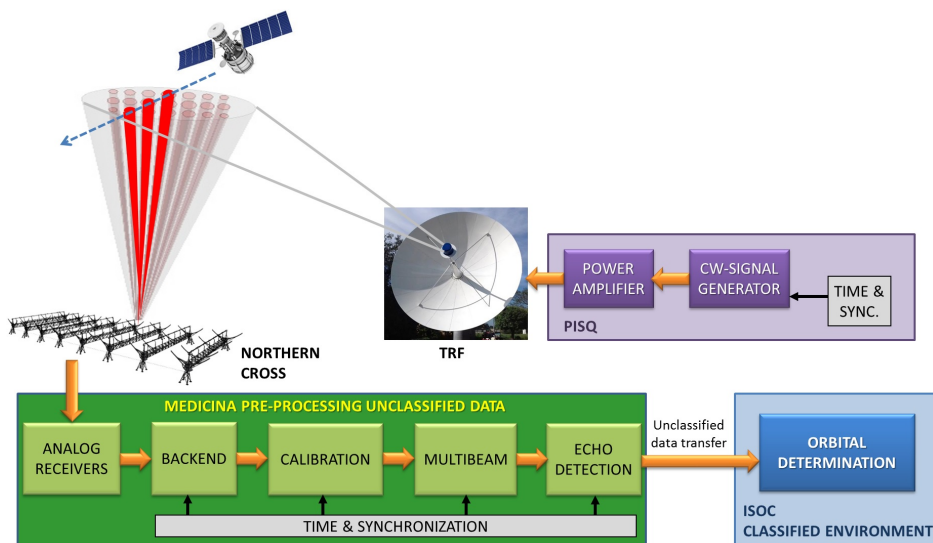 POWER
AMPLIFIER
CW-SIGNAL
GENERATOR
TIME &
SYNC.
PISQ
TRF
NORTHERN
CROSS
MEDICINA PRE-PROCESSING UNCLASSIFIED DATA
ANALOG
RECEIVERS
BACKEND
CALIBRATION
MULTIBEAM
ECHO
DETECTION
TIME & SYNCHRONIZATION
Unclassified
data transfer
ORBITAL
DETERMINATION
ISOC
CLASSIFIED ENVIRONMENT